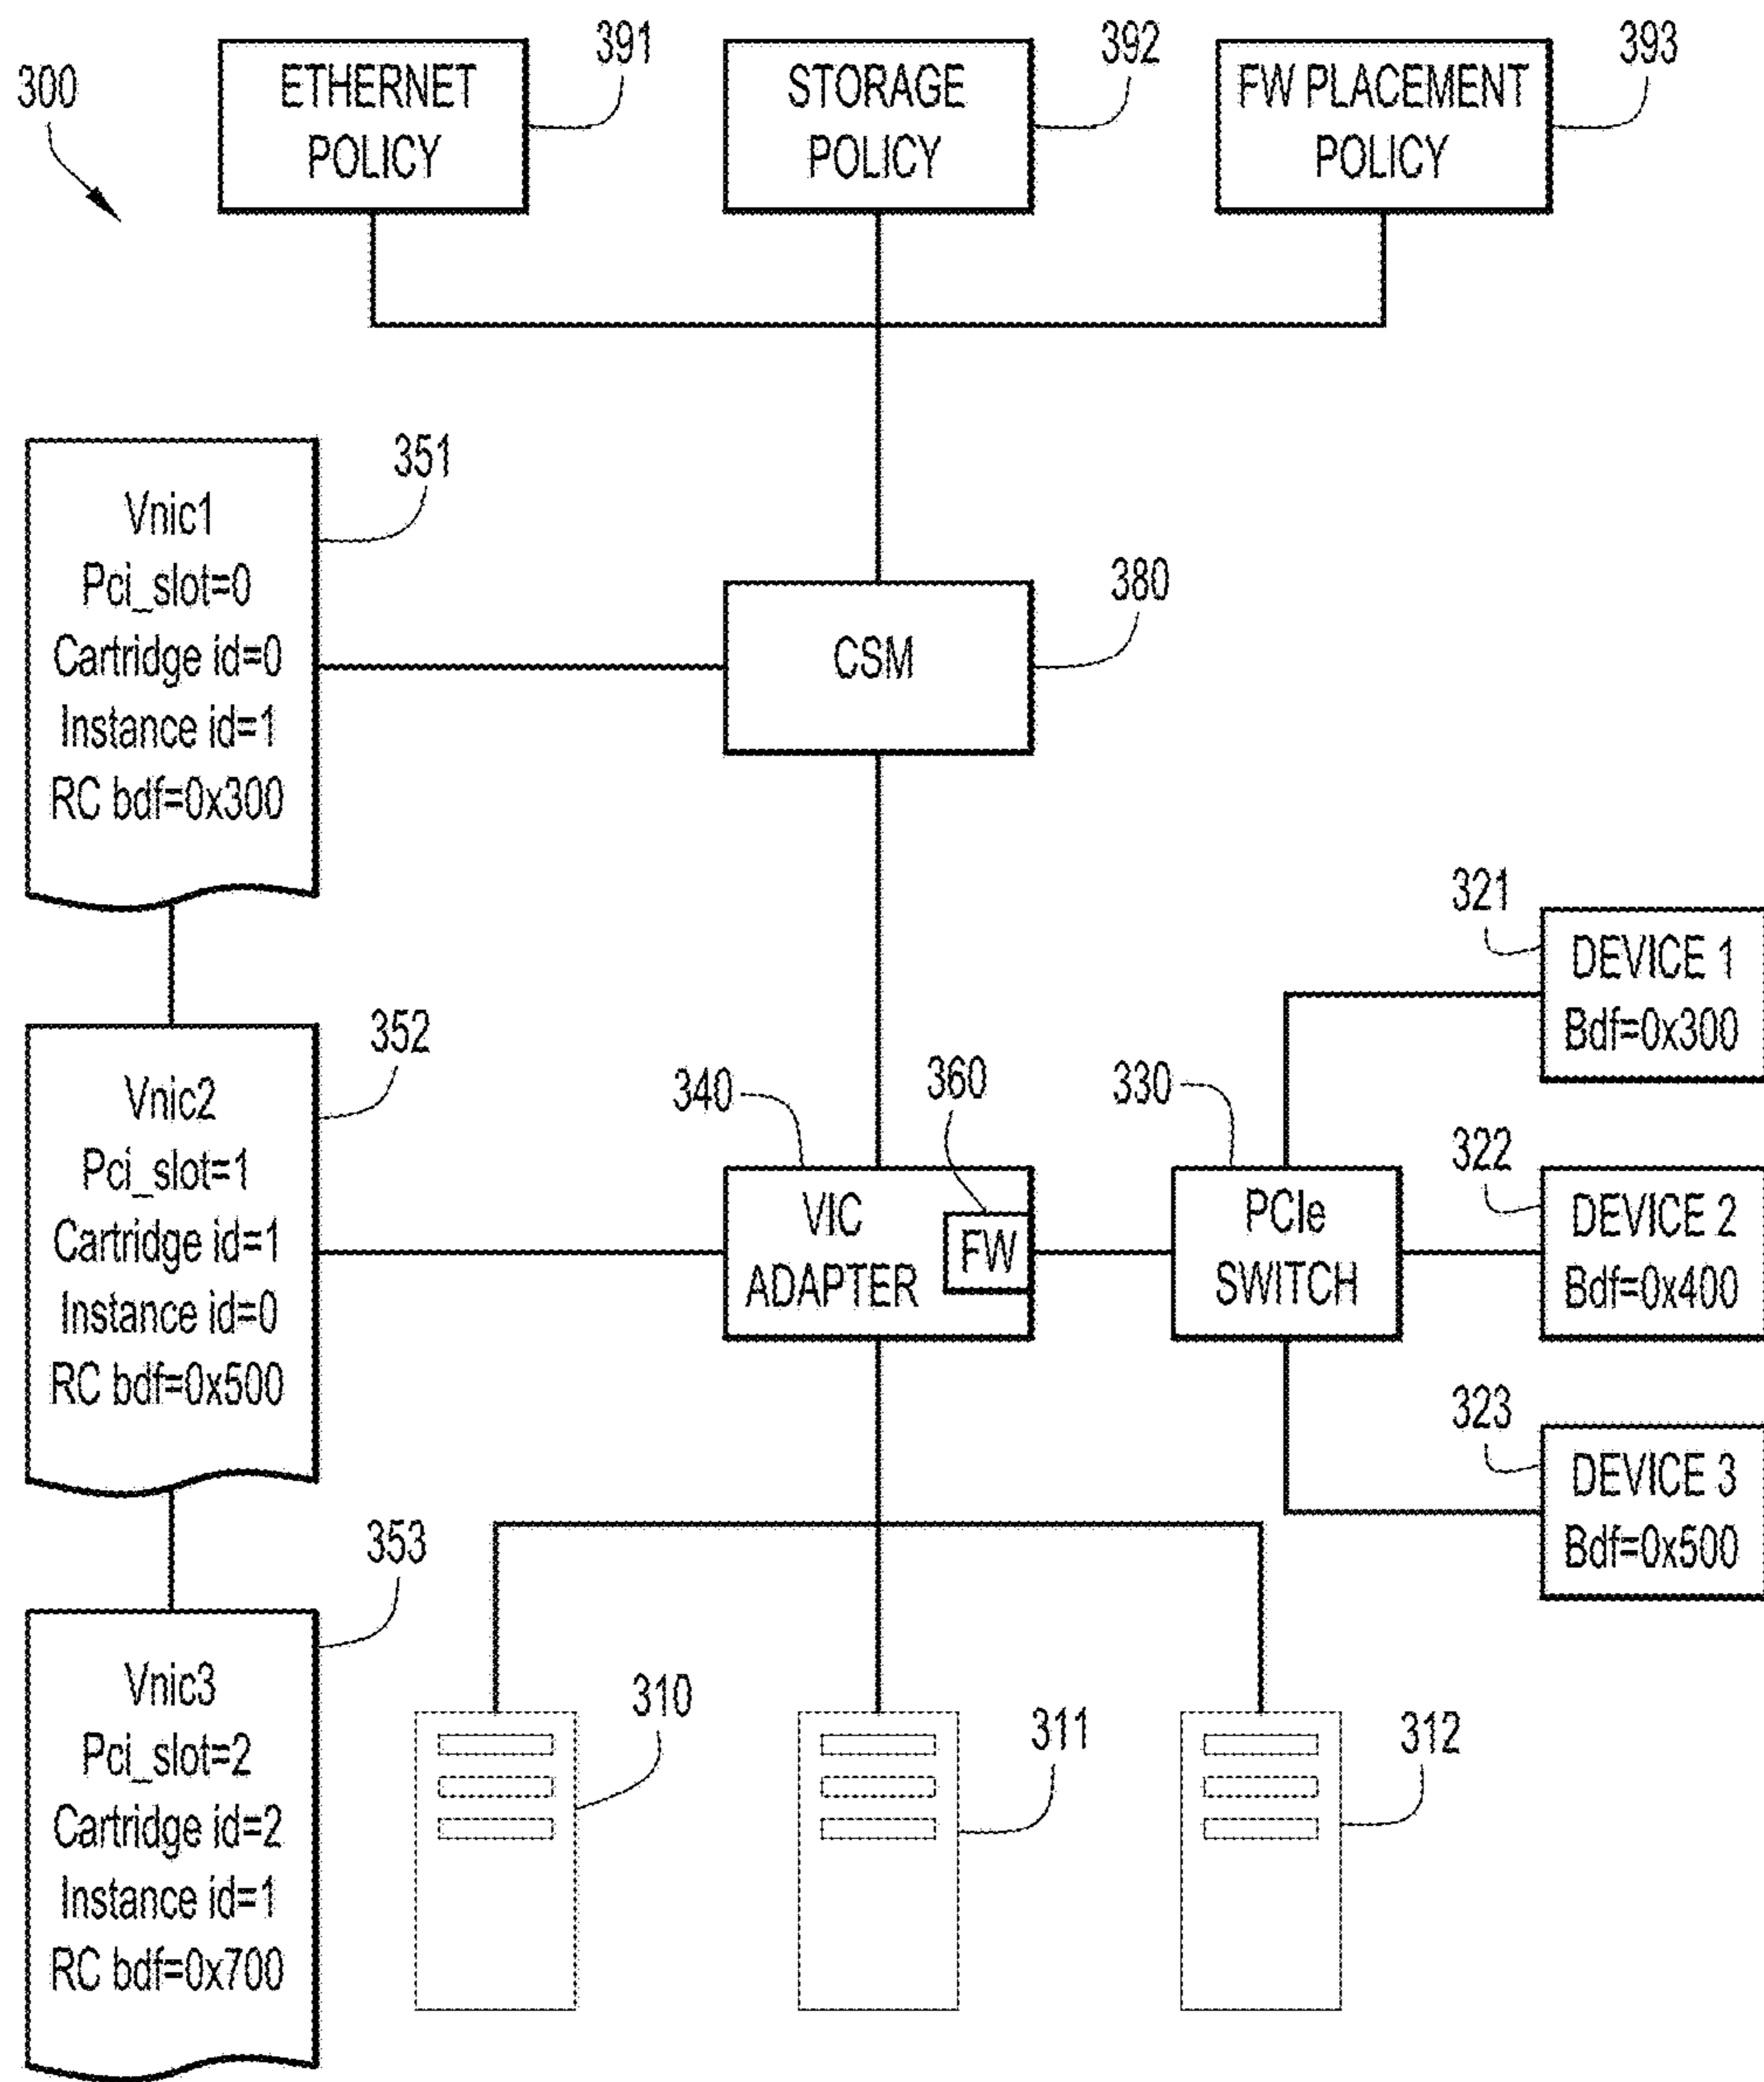 300
ETHERNET
POLICY
391
STORAGE
POLICY
392
FW PLACEMENT
POLICY
393
Vnic1
Pci_slot=0
Cartridge id=0
Instance id=1
RC bdf=0x300
351
CSM
380
Vnic2
Pci_slot=1
Cartridge id=1
Instance id=0
RC bdf=0x500
352
340
VIC
ADAPTER
360
FW
330
PCIe
SWITCH
321
DEVICE 1
Bdf=0x300
322
DEVICE 2
Bdf=0x400
323
DEVICE 3
Bdf=0x500
Vnic3
Pci_slot=2
Cartridge id=2
Instance id=1
RC bdf=0x700
353
310
311
312